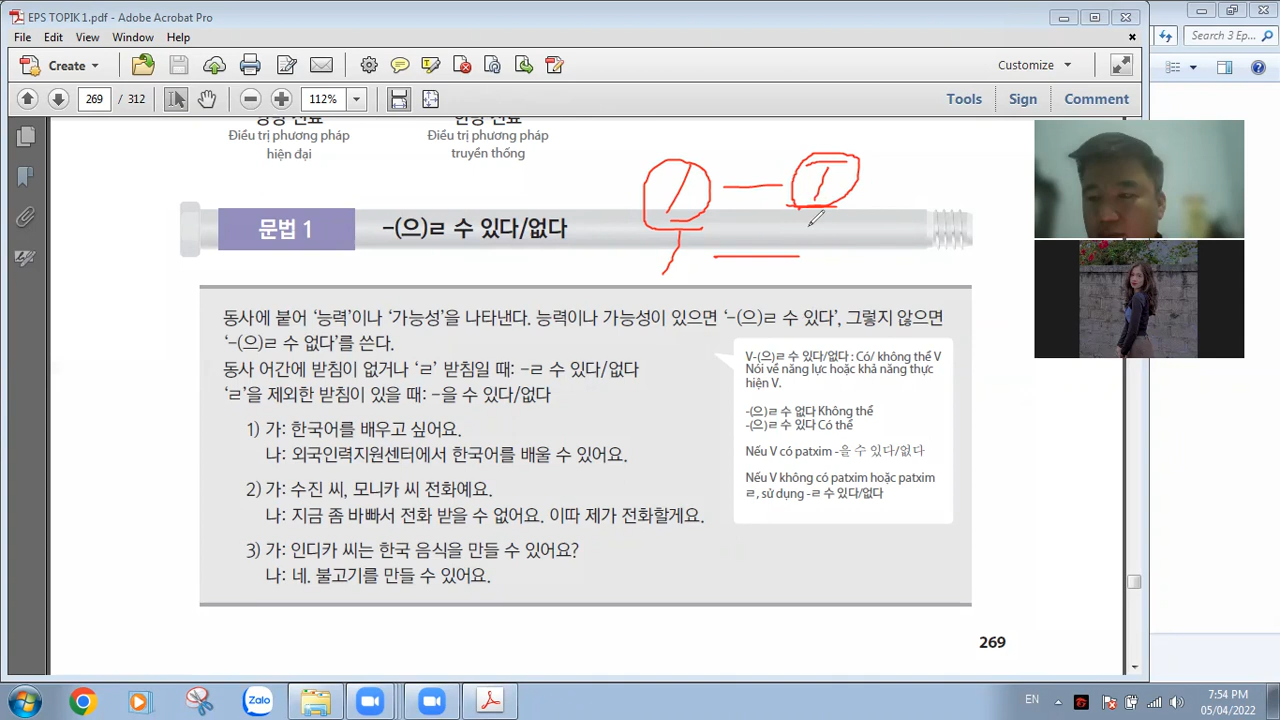 EPS TOPIK 1.pdf - Adobe Acrobat Pro
File Edit View Window Help
Search 3 Ep...
Create
Customize
269 / 312 112%
Tools Sign Comment
Điều trị phương pháp
hiện đại
한방 진료
Điều trị phương pháp
truyền thống
문법 1 -(으)ㄹ 수 있다/없다
동사에 붙어 ‘능력’이나 ‘가능성’을 나타낸다. 능력이나 가능성이 있으면 ‘-(으)ㄹ 수 있다’, 그렇지 않으면
‘-(으)ㄹ 수 없다’를 쓴다.
동사 어간에 받침이 없거나 ‘ㄹ’ 받침일 때: -ㄹ 수 있다/없다
‘ㄹ’을 제외한 받침이 있을 때: -을 수 있다/없다
1) 가: 한국어를 배우고 싶어요.
나: 외국인력지원센터에서 한국어를 배울 수 있어요.
2) 가: 수진 씨, 모니카 씨 전화예요.
나: 지금 좀 바빠서 전화 받을 수 없어요. 이따 제가 전화할게요.
3) 가: 인디카 씨는 한국 음식을 만들 수 있어요?
나: 네. 불고기를 만들 수 있어요.
V-(으)ㄹ 수 있다/없다 : Có/ không thể V
Nói về năng lực hoặc khả năng thực
hiện V.
-(으)ㄹ 수 없다 Không thể
-(으)ㄹ 수 있다 Có thể
Nếu V có patxim -을 수 있다/없다
Nếu V không có patxim hoặc patxim
ㄹ, sử dụng -ㄹ 수 있다/없다
269
Zalo
EN
7:54 PM
05/04/2022